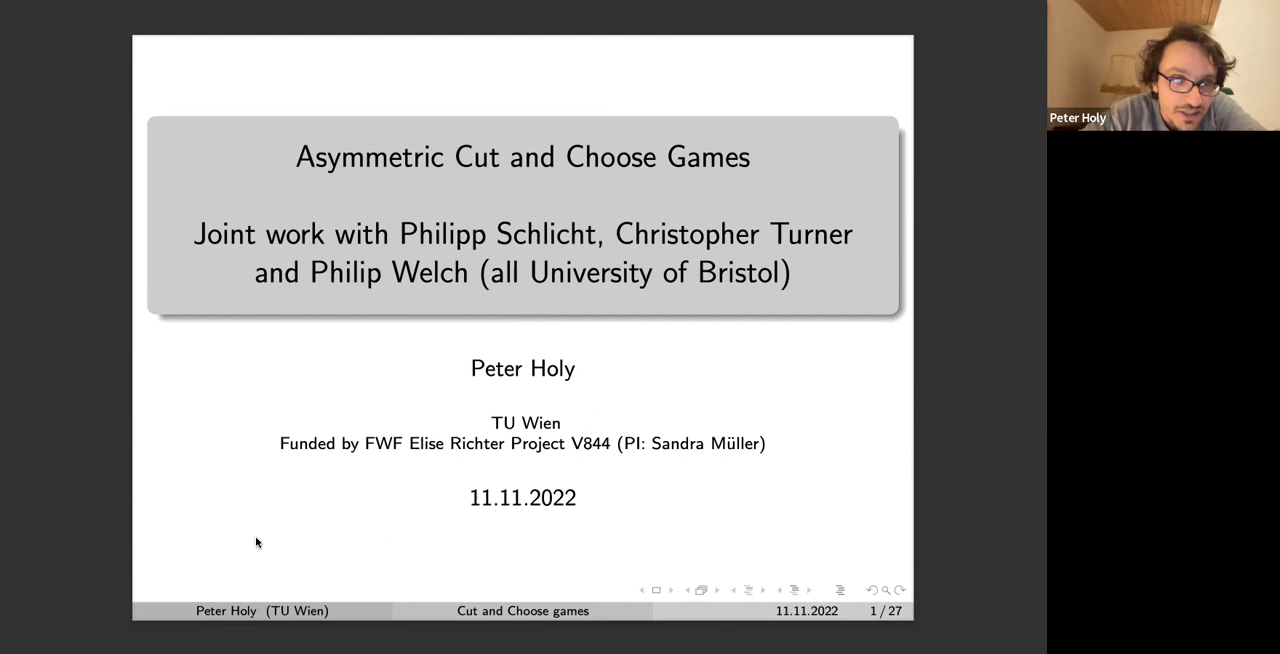 Asymmetric Cut and Choose Games
Joint work with Philipp Schlicht, Christopher Turner
and Philip Welch (all University of Bristol)
Peter Holy
TU Wien
Funded by FWF Elise Richter Project V844 (PI: Sandra Müller)
11.11.2022
Peter Holy (TU Wien)
Cut and Choose games
11.11.2022
1 / 27
Peter Holy